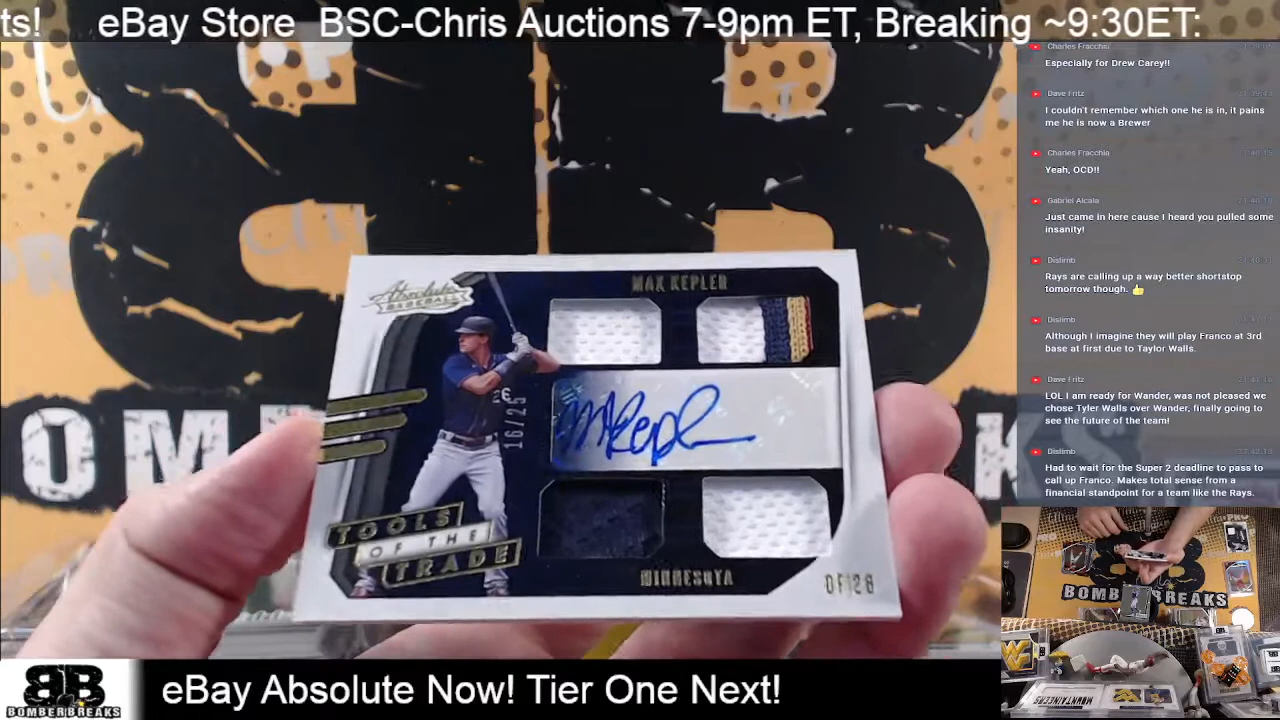 ts! eBay Store BSC-Chris Auctions 7-9pm ET, Breaking ~9:30ET:
Charles Fracchia
Especially for Drew Carey!!
Dave Fritz
I couldn't remember which one he is in, it pains
me he is now a Brewer
Charles Fracchia
Yeah, OCD!!
Gabriel Alcala
Just came in here cause I heard you pulled some
insanity!
Dislimb
Rays are calling up a way better shortstop
tomorrow though. 👍
Dislimb
Although I imagine they will play Franco at 3rd
base at first due to Taylor Walls.
Dave Fritz
LOL I am ready for Wander, was not pleased we
chose Tyler Walls over Wander, finally going to
see the future of the team!
Dislimb
Had to wait for the Super 2 deadline to pass to
call up Franco. Makes total sense from a
financial standpoint for a team like the Rays.
Absolute
BASEBALL
MAX KEPLER
26
16/25
M Kepler
TOOLS
OF THE
TRADE
MINNESOTA
OF/26
OMB
K
BOMBERBREAKS
MOUNTAINEERS
BB
BOMBERBREAKS
eBay Absolute Now! Tier One Next!